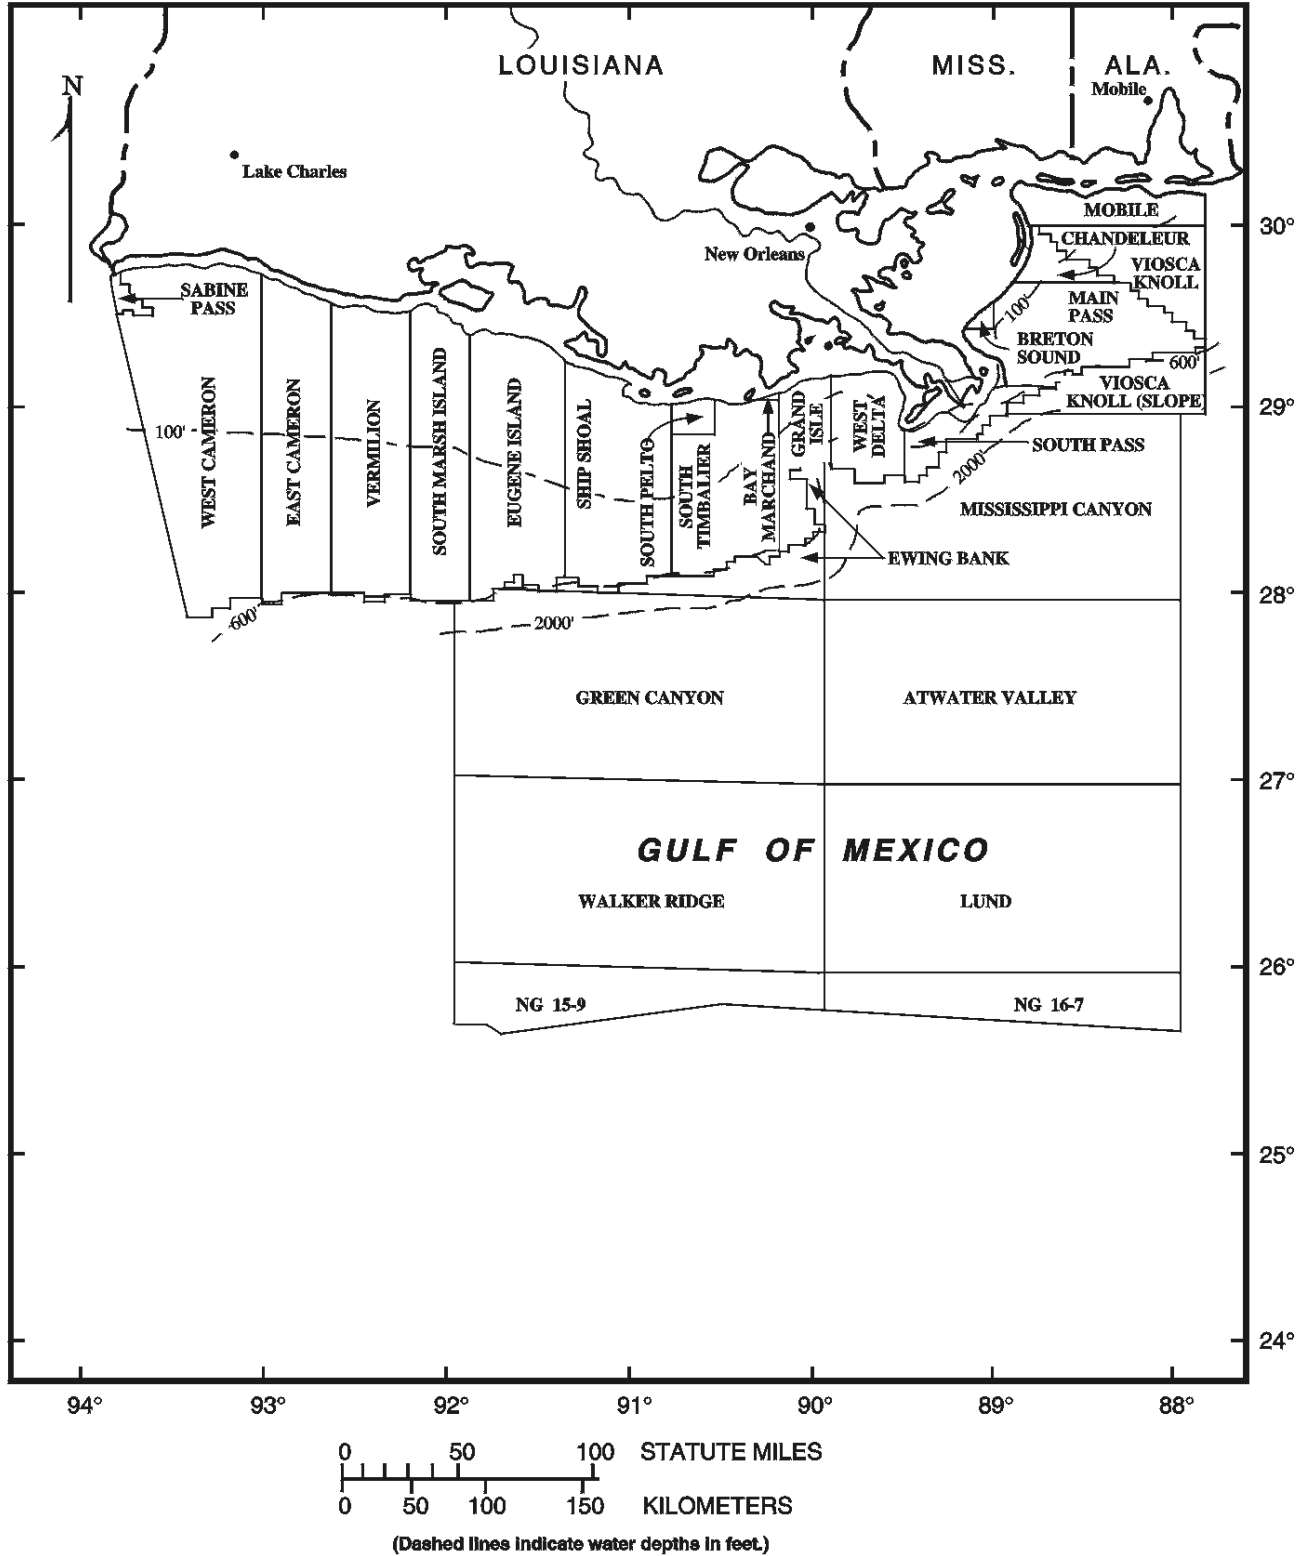 LOUISIANA
MISS.
ALA.
Mobile
N
Lake Charles
New Orleans
MOBILE
30°
CHANDELEUR
VIOSCA
KNOLL
SABINE
PASS
MAIN
PASS
100'
BRETON
SOUND
600'
VIOSCA
KNOLL (SLOPE)
29°
100'
WEST CAMERON
EAST CAMERON
VERMILION
SOUTH MARSH ISLAND
EUGENE ISLAND
SHIP SHOAL
SOUTH PELTO
SOUTH
TIMBALIER
BAY
MARCHAND
GRAND
ISLE
WEST
DELTA
SOUTH PASS
2000'
MISSISSIPPI CANYON
EWING BANK
28°
600'
2000'
GREEN CANYON
ATWATER VALLEY
27°
GULF OF MEXICO
WALKER RIDGE
LUND
26°
NG 15-9
NG 16-7
25°
24°
94°
93°
92°
91°
90°
89°
88°
0
50
100
STATUTE MILES
0
50
100
150
KILOMETERS
(Dashed lines indicate water depths in feet.)